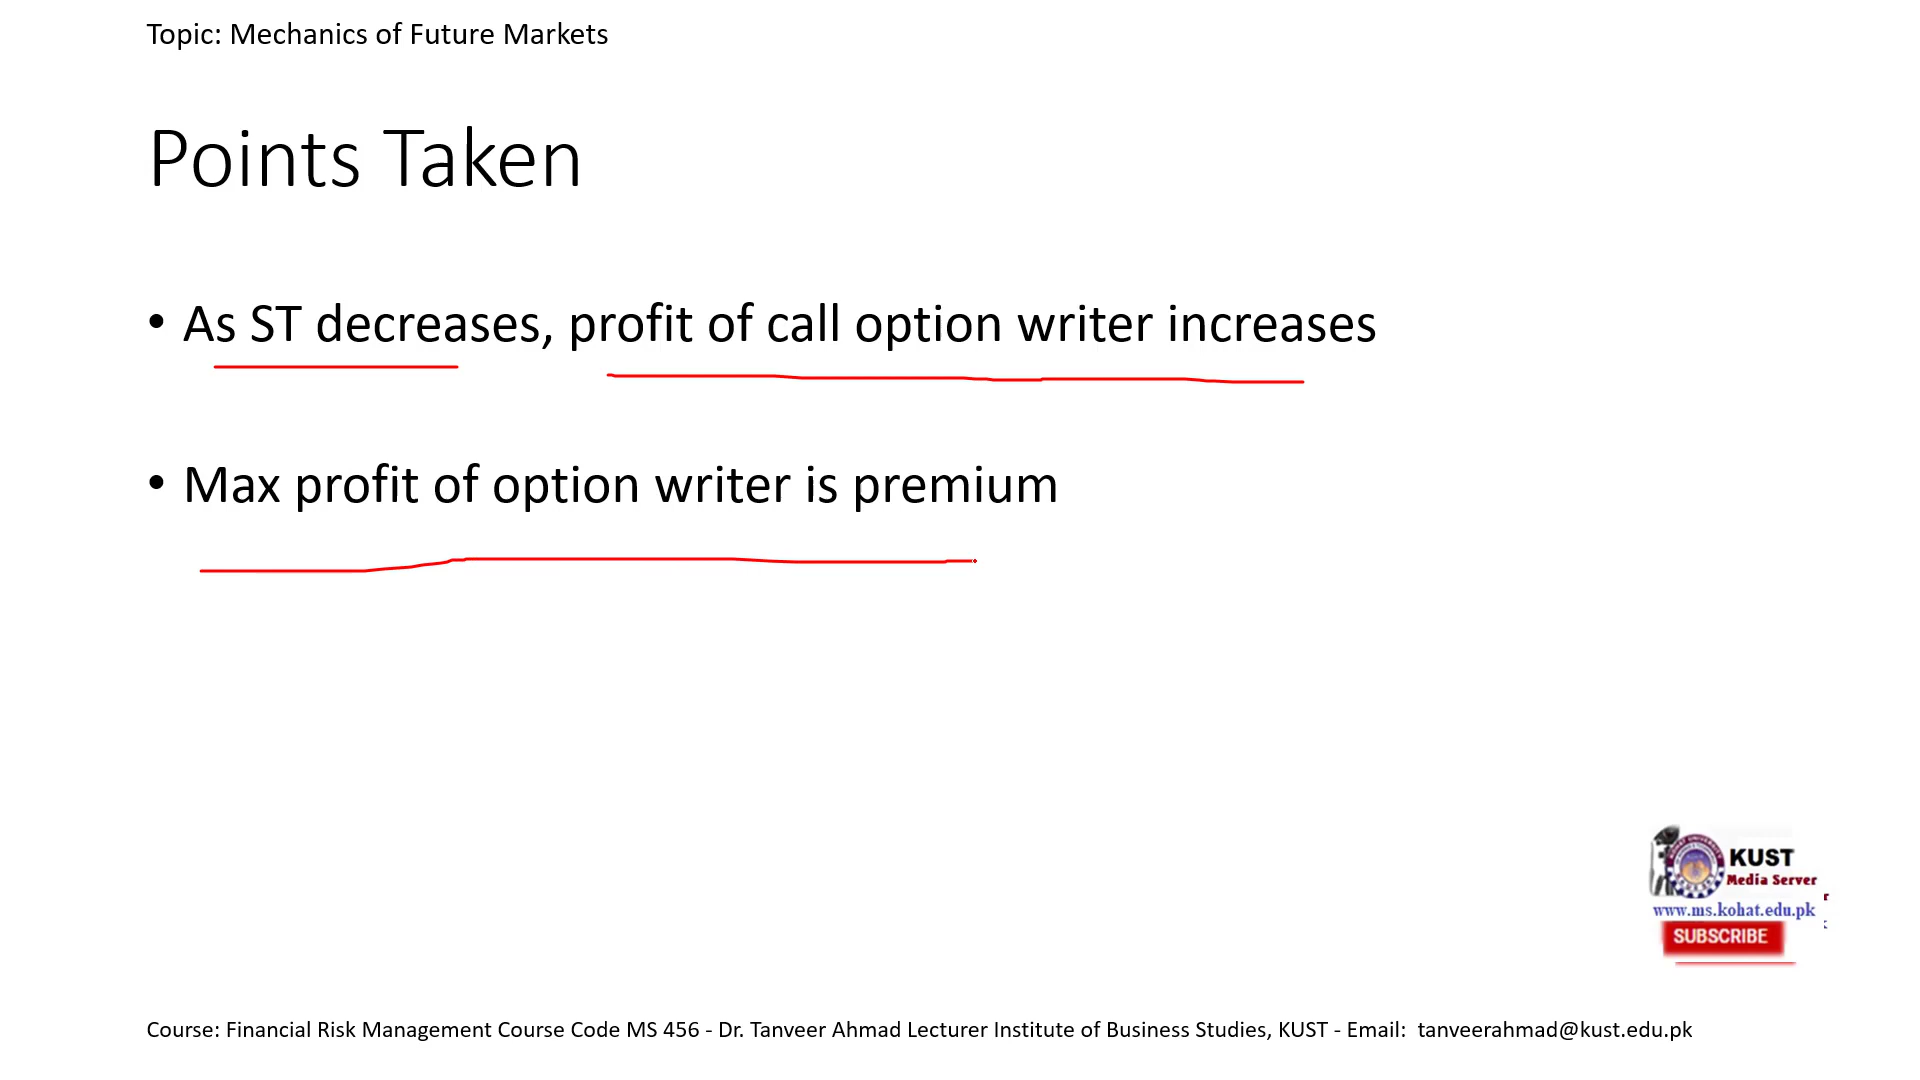 Topic: Mechanics of Future Markets
Points Taken
• As ST decreases, profit of call option writer increases
• Max profit of option writer is premium
KUST
Media Server
www.ms.kohat.edu.pk
SUBSCRIBE
Course: Financial Risk Management Course Code MS 456 - Dr. Tanveer Ahmad Lecturer Institute of Business Studies, KUST - Email: tanveerahmad@kust.edu.pk